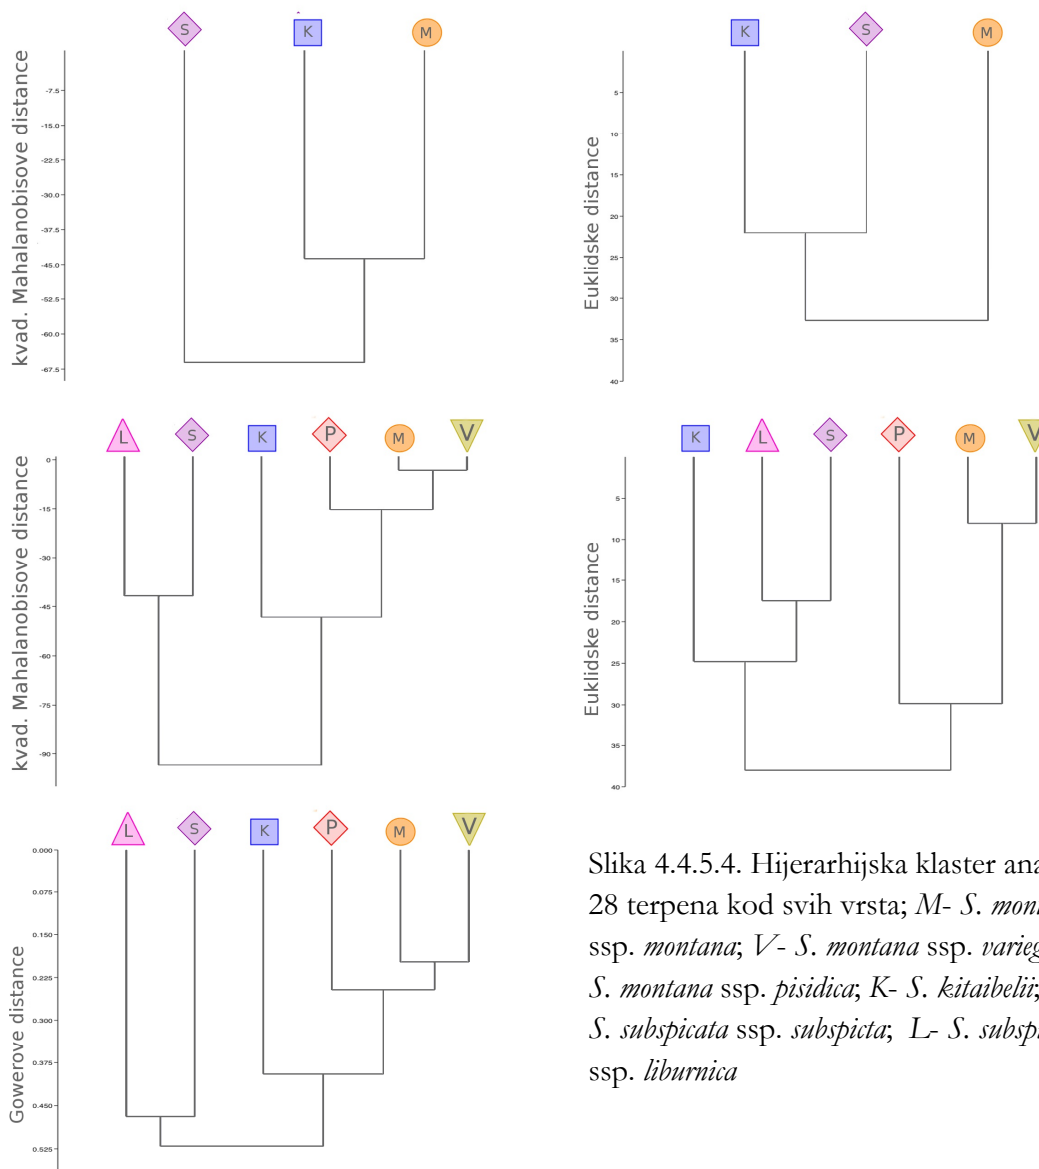 S K M
kvad. Mahalanobisove distance
-7.5
-15.0
-22.5
-30.0
-37.5
-45.0
-52.5
-60.0
-67.5
K S M
Euklidske distance
5
10
15
20
25
30
35
40
L S K P M V
kvad. Mahalanobisove distance
0
-15
-30
-45
-60
-75
-90
K L S P M V
Euklidske distance
5
10
15
20
25
30
35
40
L S K P M V
Gowerove distance
0.000
0.075
0.150
0.225
0.300
0.375
0.450
0.525
Slika 4.4.5.4. Hijerarhijska klaster ana
28 terpena kod svih vrsta; M- S. mon
ssp. montana; V- S. montana ssp. varieg
S. montana ssp. pisidica; K- S. kitaibelii;
S. subspicata ssp. subspicta; L- S. subsp
ssp. liburnica